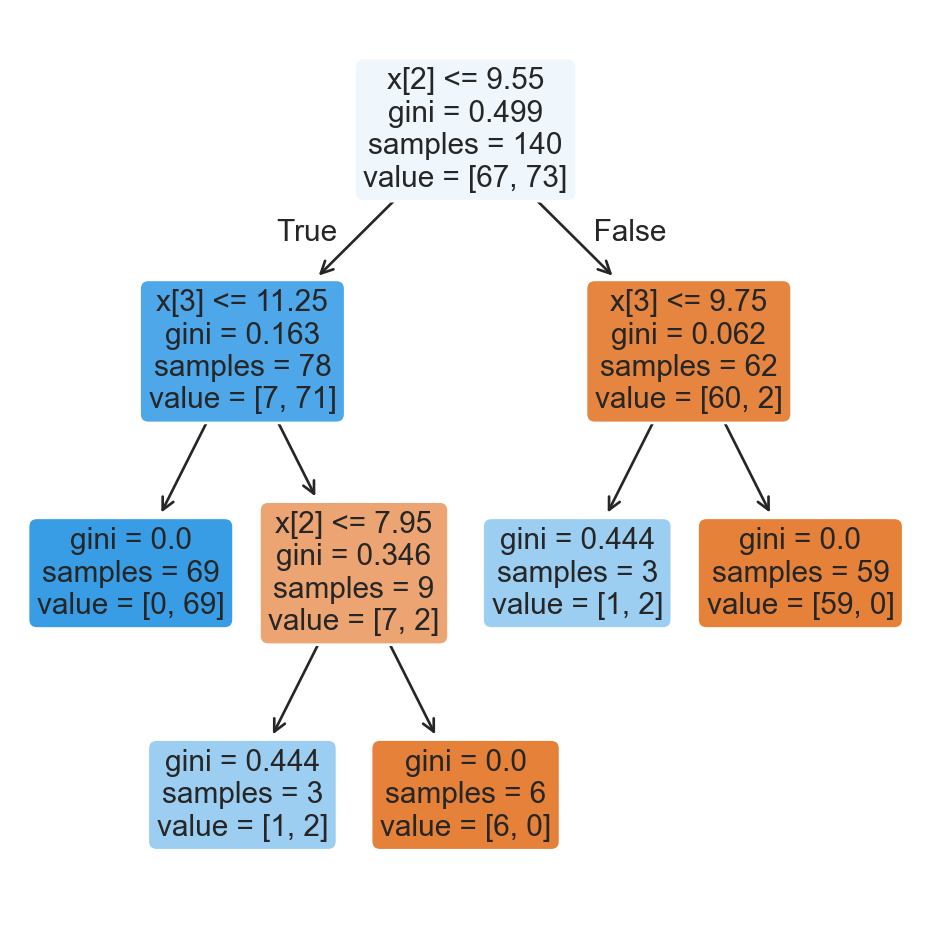 x[2] <= 9.55
gini = 0.499
samples = 140
value = [67, 73]
True
False
x[3] <= 11.25
gini = 0.163
samples = 78
value = [7, 71]
x[3] <= 9.75
gini = 0.062
samples = 62
value = [60, 2]
gini = 0.0
samples = 69
value = [0, 69]
x[2] <= 7.95
gini = 0.346
samples = 9
value = [7, 2]
gini = 0.444
samples = 3
value = [1, 2]
gini = 0.0
samples = 59
value = [59, 0]
gini = 0.444
samples = 3
value = [1, 2]
gini = 0.0
samples = 6
value = [6, 0]